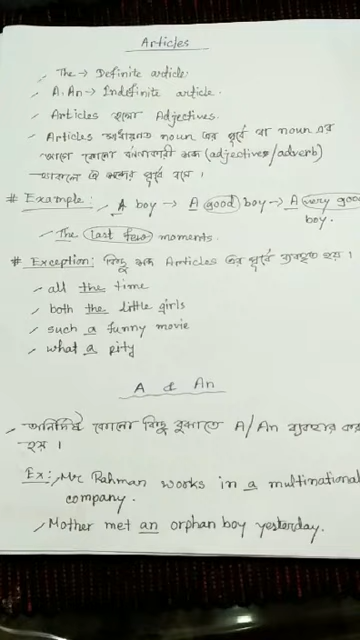 Articles
The → Definite article.
A, An → Indefinite article.
Articles হলো Adjectives.
Articles সাধারণত noun এর পূর্বে বা noun এর
আগে কোনো বর্ণনাকারী শব্দ (adjective/adverb)
থাকলে ঐ শব্দের পূর্বে বসে।
# Example: A boy → A good boy → A very good
boy.
The last few moments.
# Exception: কিছু শব্দ Articles এর পূর্বে ব্যবহৃত হয়।
all the time
both the little girls
such a funny movie
what a pity
A & An
অনির্দিষ্ট কোনো কিছু বুঝাতে A/An ব্যবহার কর
হয়।
Ex: Mr. Rahman works in a multinational
company.
Mother met an orphan boy yesterday.